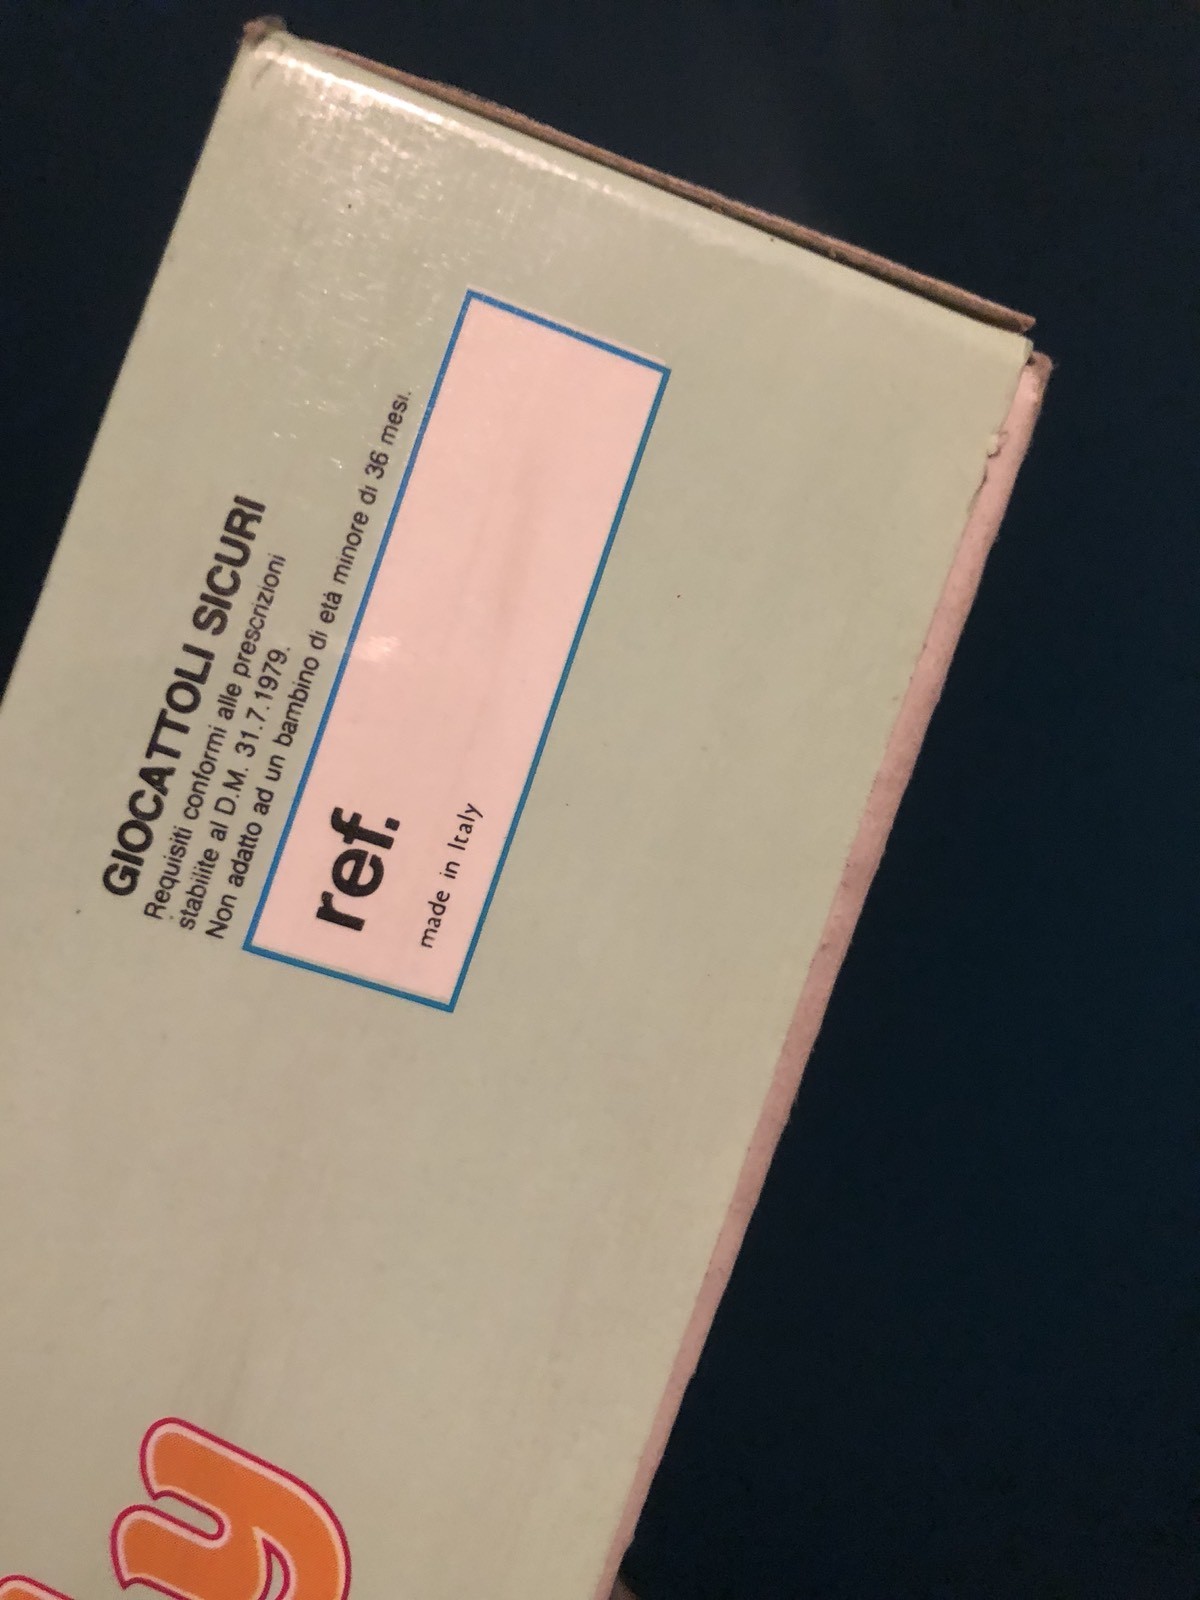 GIOCATTOLI SICURI
Requisiti conformi alle prescrizioni
stabilite al D.M. 31.7.1979.
Non adatto ad un bambino di età minore di 36 mesi.
ref.
made in Italy
y